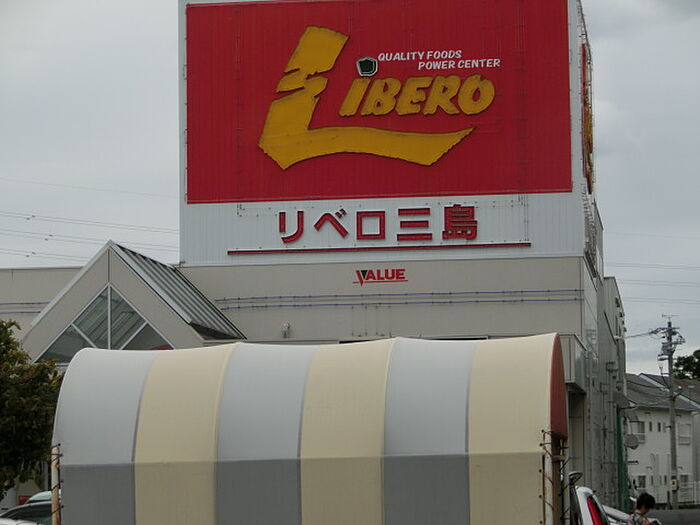 QUALITY FOODS
POWER CENTER
LIBERO
リベロ三島
VALUE